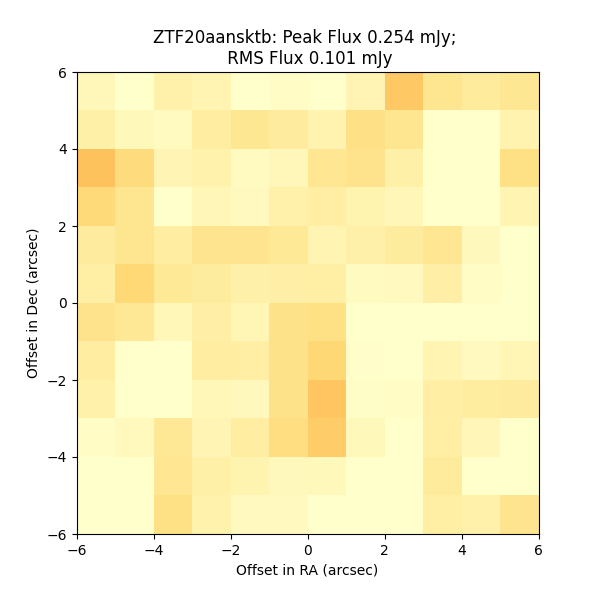 ZTF20aansktb: Peak Flux 0.254 mJy;
RMS Flux 0.101 mJy
6
4
2
0
−2
−4
−6
Offset in Dec (arcsec)
−6 −4 −2 0 2 4 6
Offset in RA (arcsec)